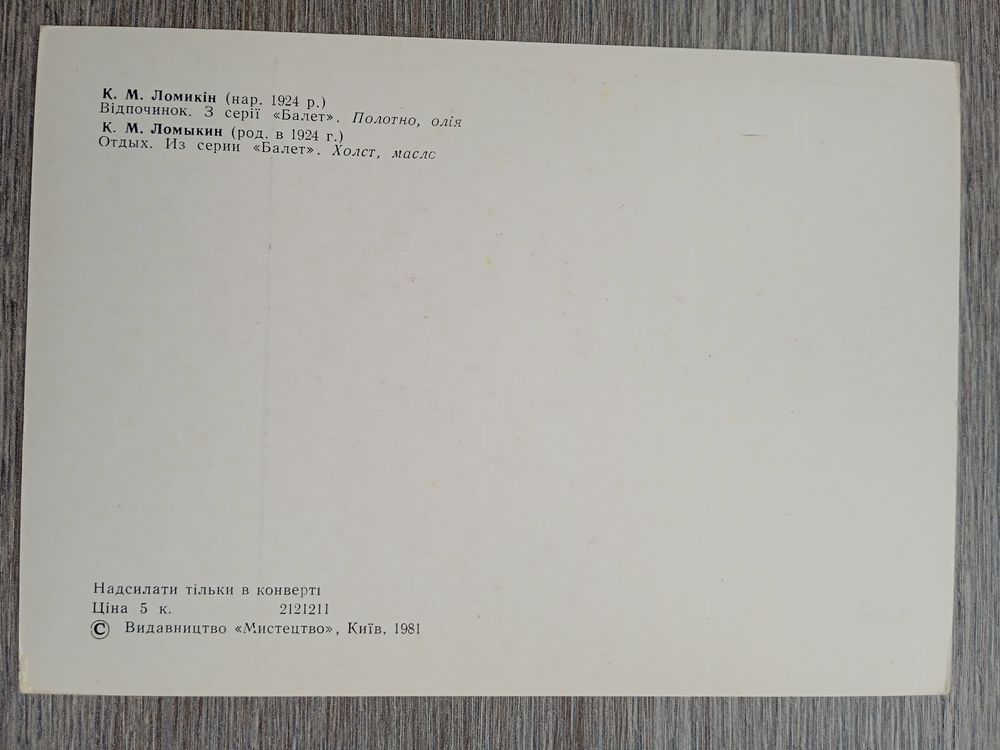 К. М. Ломикін (нар. 1924 р.)
Відпочинок. З серії «Балет». Полотно, олія
К. М. Ломыкин (род. в 1924 г.)
Отдых. Из серии «Балет». Холст, масло
Надсилати тільки в конверті
Ціна 5 к. 2121211
© Видавництво «Мистецтво», Київ, 1981